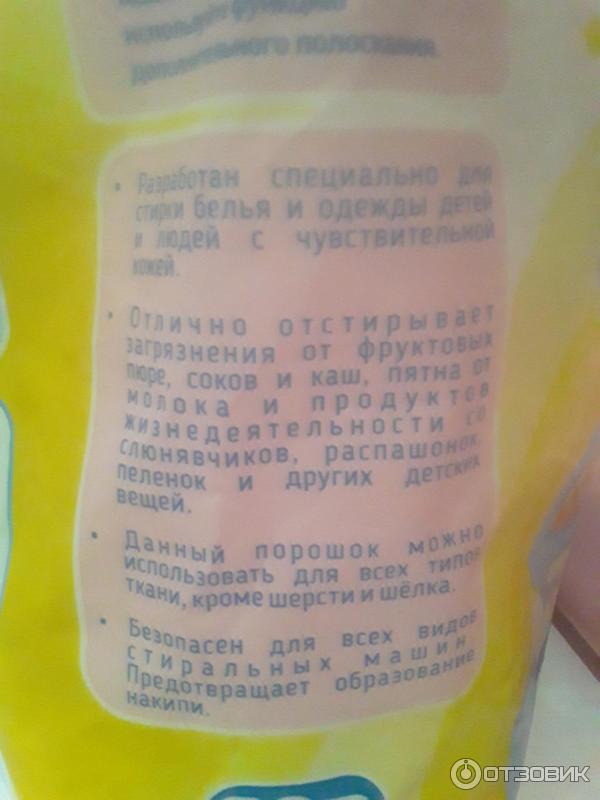 используя функцию
дополнительного полоскания.
• Разработан специально для
стирки белья и одежды детей
и людей с чувствительной
кожей.
• Отлично отстирывает
загрязнения от фруктовых
пюре, соков и каш, пятна от
молока и продуктов
жизнедеятельности со
слюнявчиков, распашонок,
пеленок и других детских
вещей.
• Данный порошок можно
использовать для всех типов
ткани, кроме шерсти и шёлка.
• Безопасен для всех видов
стиральных машин.
Предотвращает образование
накипи.
ОТЗОВИК